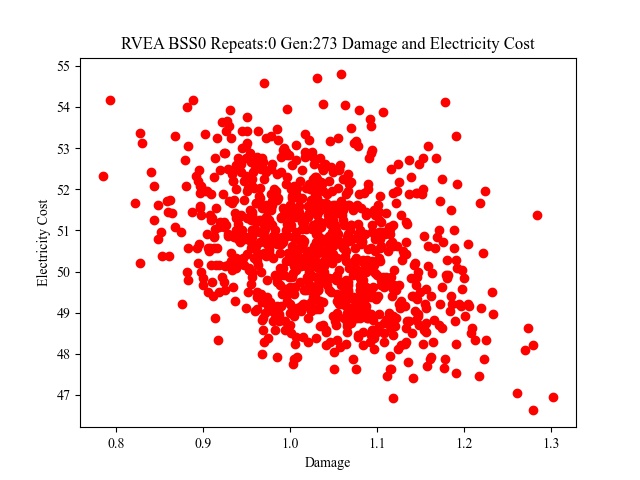 RVEA BSS0 Repeats:0 Gen:273 Damage and Electricity Cost
55
54
53
52
51
50
49
48
47
Electricity Cost
0.8 0.9 1.0 1.1 1.2 1.3
Damage